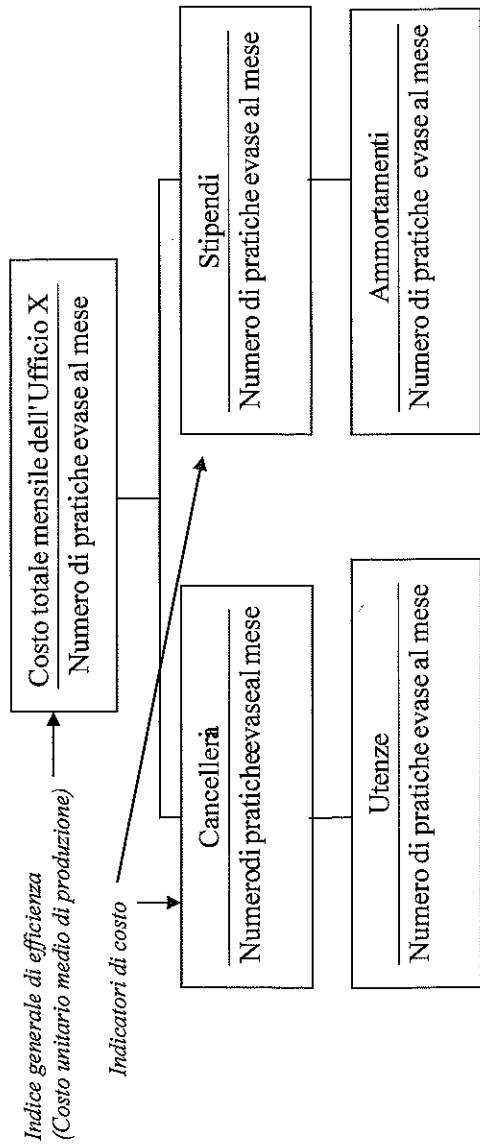 Indice generale di efficienza
(Costo unitario medio di produzione)
Costo totale mensile dell'Ufficio X
Numero di pratiche evase al mese
Indicatori di costo
Cancelleria
Numerodi praticheevasealmese
Stipendi
Numero di pratiche evase al mese
Utenze
Numero di pratiche evase al mese
Ammortamenti
Numero di pratiche evase al mese